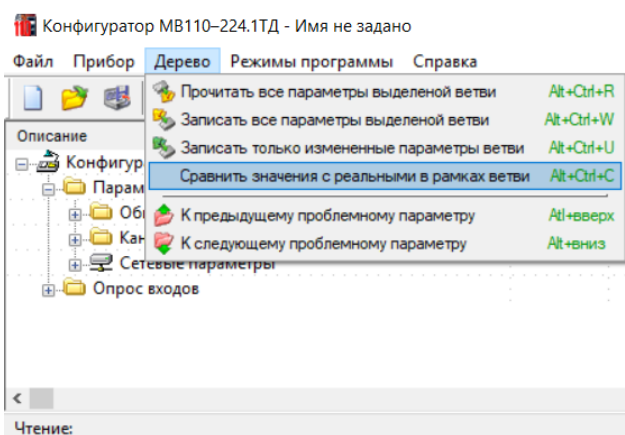 Конфигуратор МВ110–224.1ТД - Имя не задано
Файл Прибор Дерево Режимы программы Справка
Прочитать все параметры выделеной ветви Alt+Ctrl+R
Записать все параметры выделеной ветви Alt+Ctrl+W
Описание
Записать только измененные параметры ветви Alt+Ctrl+U
Конфигур
Сравнить значения с реальными в рамках ветви Alt+Ctrl+C
Парам
К предыдущему проблемному параметру Atl+вверх
К следующему проблемному параметру Alt+вниз
Кан
Сетевые параметры
Опрос входов
Чтение: